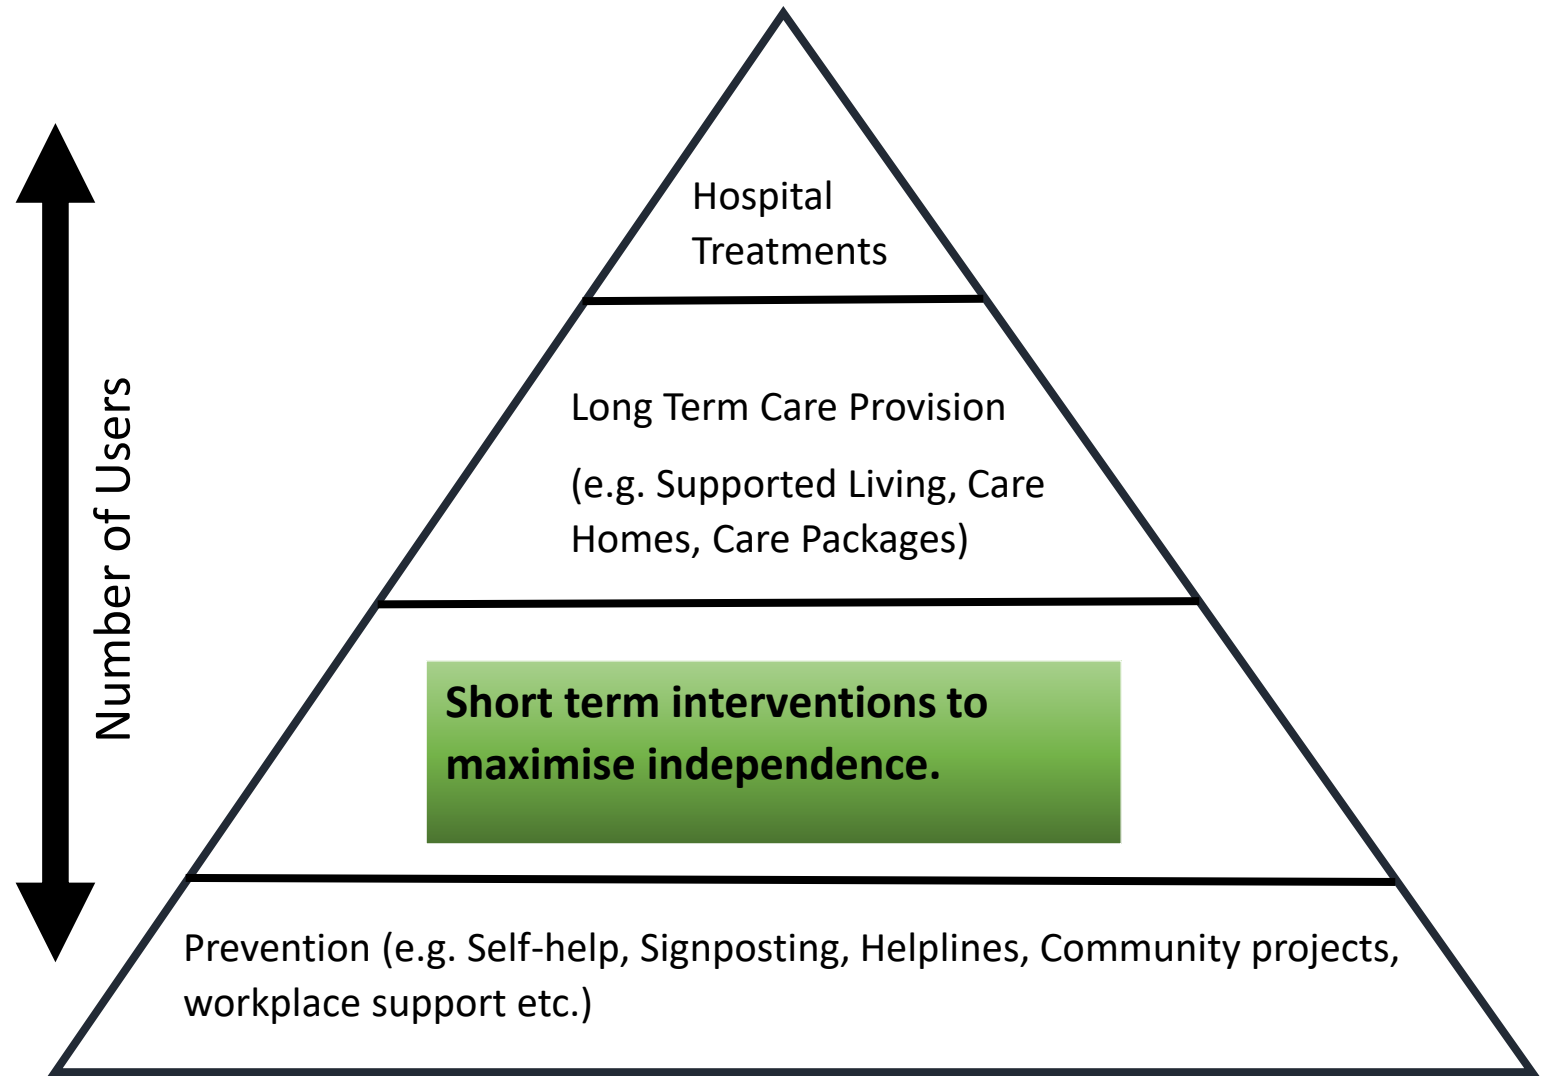 Hospital
Treatments
Long Term Care Provision
(e.g. Supported Living, Care
Homes, Care Packages)
Number of Users
Short term interventions to
maximise independence.
Prevention (e.g. Self-help, Signposting, Helplines, Community projects,
workplace support etc.)